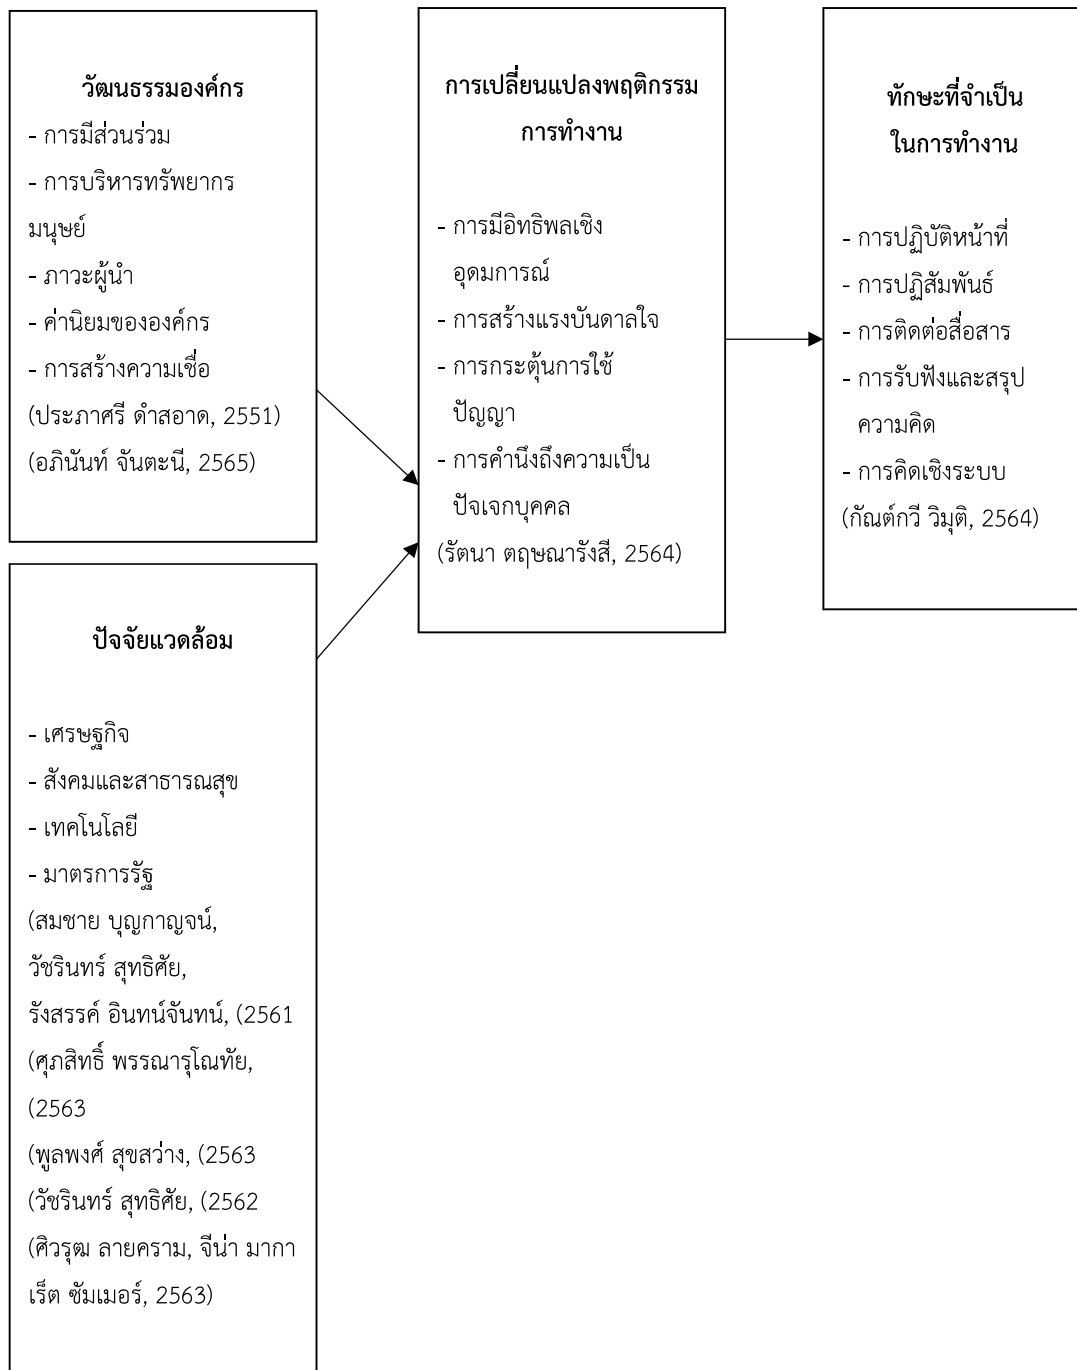 วัฒนธรรมองค์กร
- การมีส่วนร่วม
- การบริหารทรัพยากร
มนุษย์
- ภาวะผู้นำ
- ค่านิยมขององค์กร
- การสร้างความเชื่อ
(ประภาศรี ดำสอาด, 2551)
(อภินันท์ จันตะนี, 2565)
ปัจจัยแวดล้อม
- เศรษฐกิจ
- สังคมและสาธารณสุข
- เทคโนโลยี
- มาตรการรัฐ
(สมชาย บุญกาญจน์,
วัชรินทร์ สุทธิศัย,
รังสรรค์ อินทน์จันทน์, (2561
(ศุภสิทธิ์ พรรณารุโณทัย,
(2563
(พูลพงศ์ สุขสว่าง, (2563
(วัชรินทร์ สุทธิศัย, (2562
(ศิวรุฒ ลายคราม, จีน่า มากา
เร็ต ซัมเมอร์, 2563)
การเปลี่ยนแปลงพฤติกรรม
การทำงาน
- การมีอิทธิพลเชิง
อุดมการณ์
- การสร้างแรงบันดาลใจ
- การกระตุ้นการใช้
ปัญญา
- การคำนึงถึงความเป็น
ปัจเจกบุคคล
(รัตนา ตฤษณารังสี, 2564)
ทักษะที่จำเป็น
ในการทำงาน
- การปฏิบัติหน้าที่
- การปฏิสัมพันธ์
- การติดต่อสื่อสาร
- การรับฟังและสรุป
ความคิด
- การคิดเชิงระบบ
(กัณต์กวี วิมุติ, 2564)